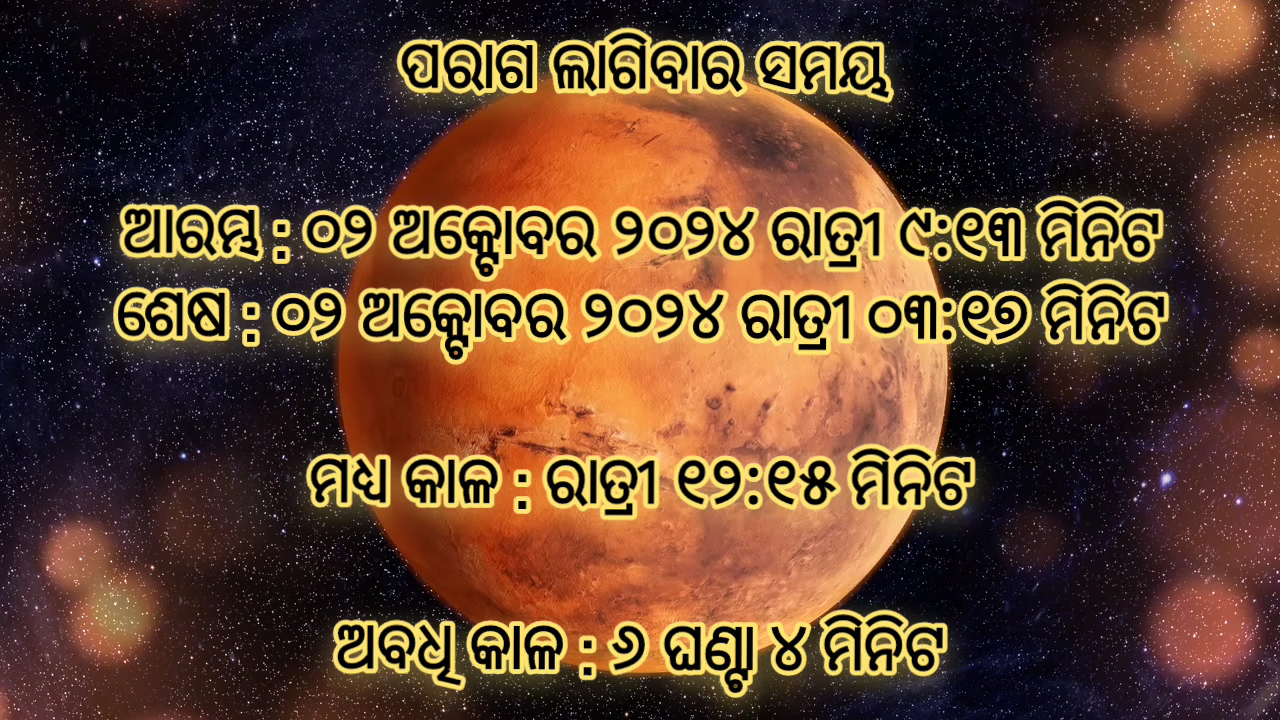 ପରାଗ ଲାଗିବାର ସମୟ
ଆରମ୍ଭ : ୦୨ ଅକ୍ଟୋବର ୨୦୨୪ ରାତ୍ରୀ ୯:୧୩ ମିନିଟ
ଶେଷ : ୦୨ ଅକ୍ଟୋବର ୨୦୨୪ ରାତ୍ରୀ ୦୩:୧୭ ମିନିଟ
ମଧ୍ୟ କାଳ : ରାତ୍ରୀ ୧୨:୧୫ ମିନିଟ
ଅବଧି କାଳ : ୬ ଘଣ୍ଟା ୪ ମିନିଟ